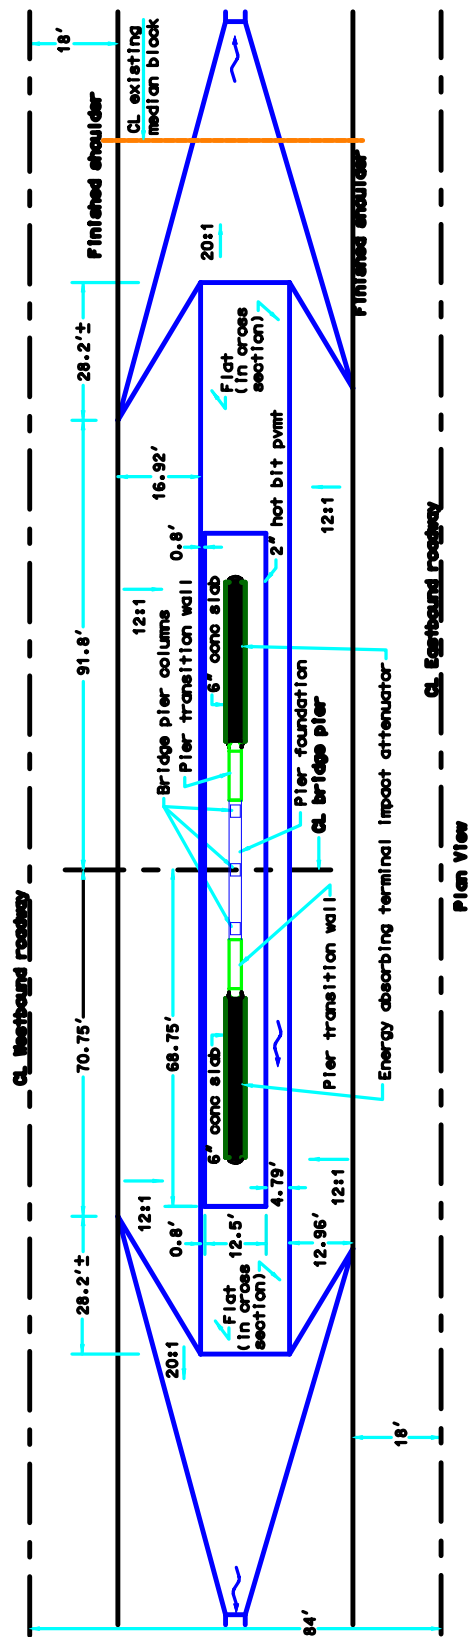 CL Westbound roadway
18'
28.2'±
70.75'
91.8'
28.2'±
Finished shoulder
CL existing
median block
12:1
12:1
16.92'
Bridge pier columns
20:1
0.8'
68.75'
Pier transition wall
0.8'
6" conc slab
6" conc slab
20:1
Flat
(in cross
section)
12.5'
Flat
(in cross
section)
4.79'
2" hot bit pvmt
Pier foundation
84'
12.96'
CL bridge pier
12:1
Pier transition wall
12:1
Finished shoulder
Energy absorbing terminal impact attenuator
18'
CL Eastbound roadway
Plan View